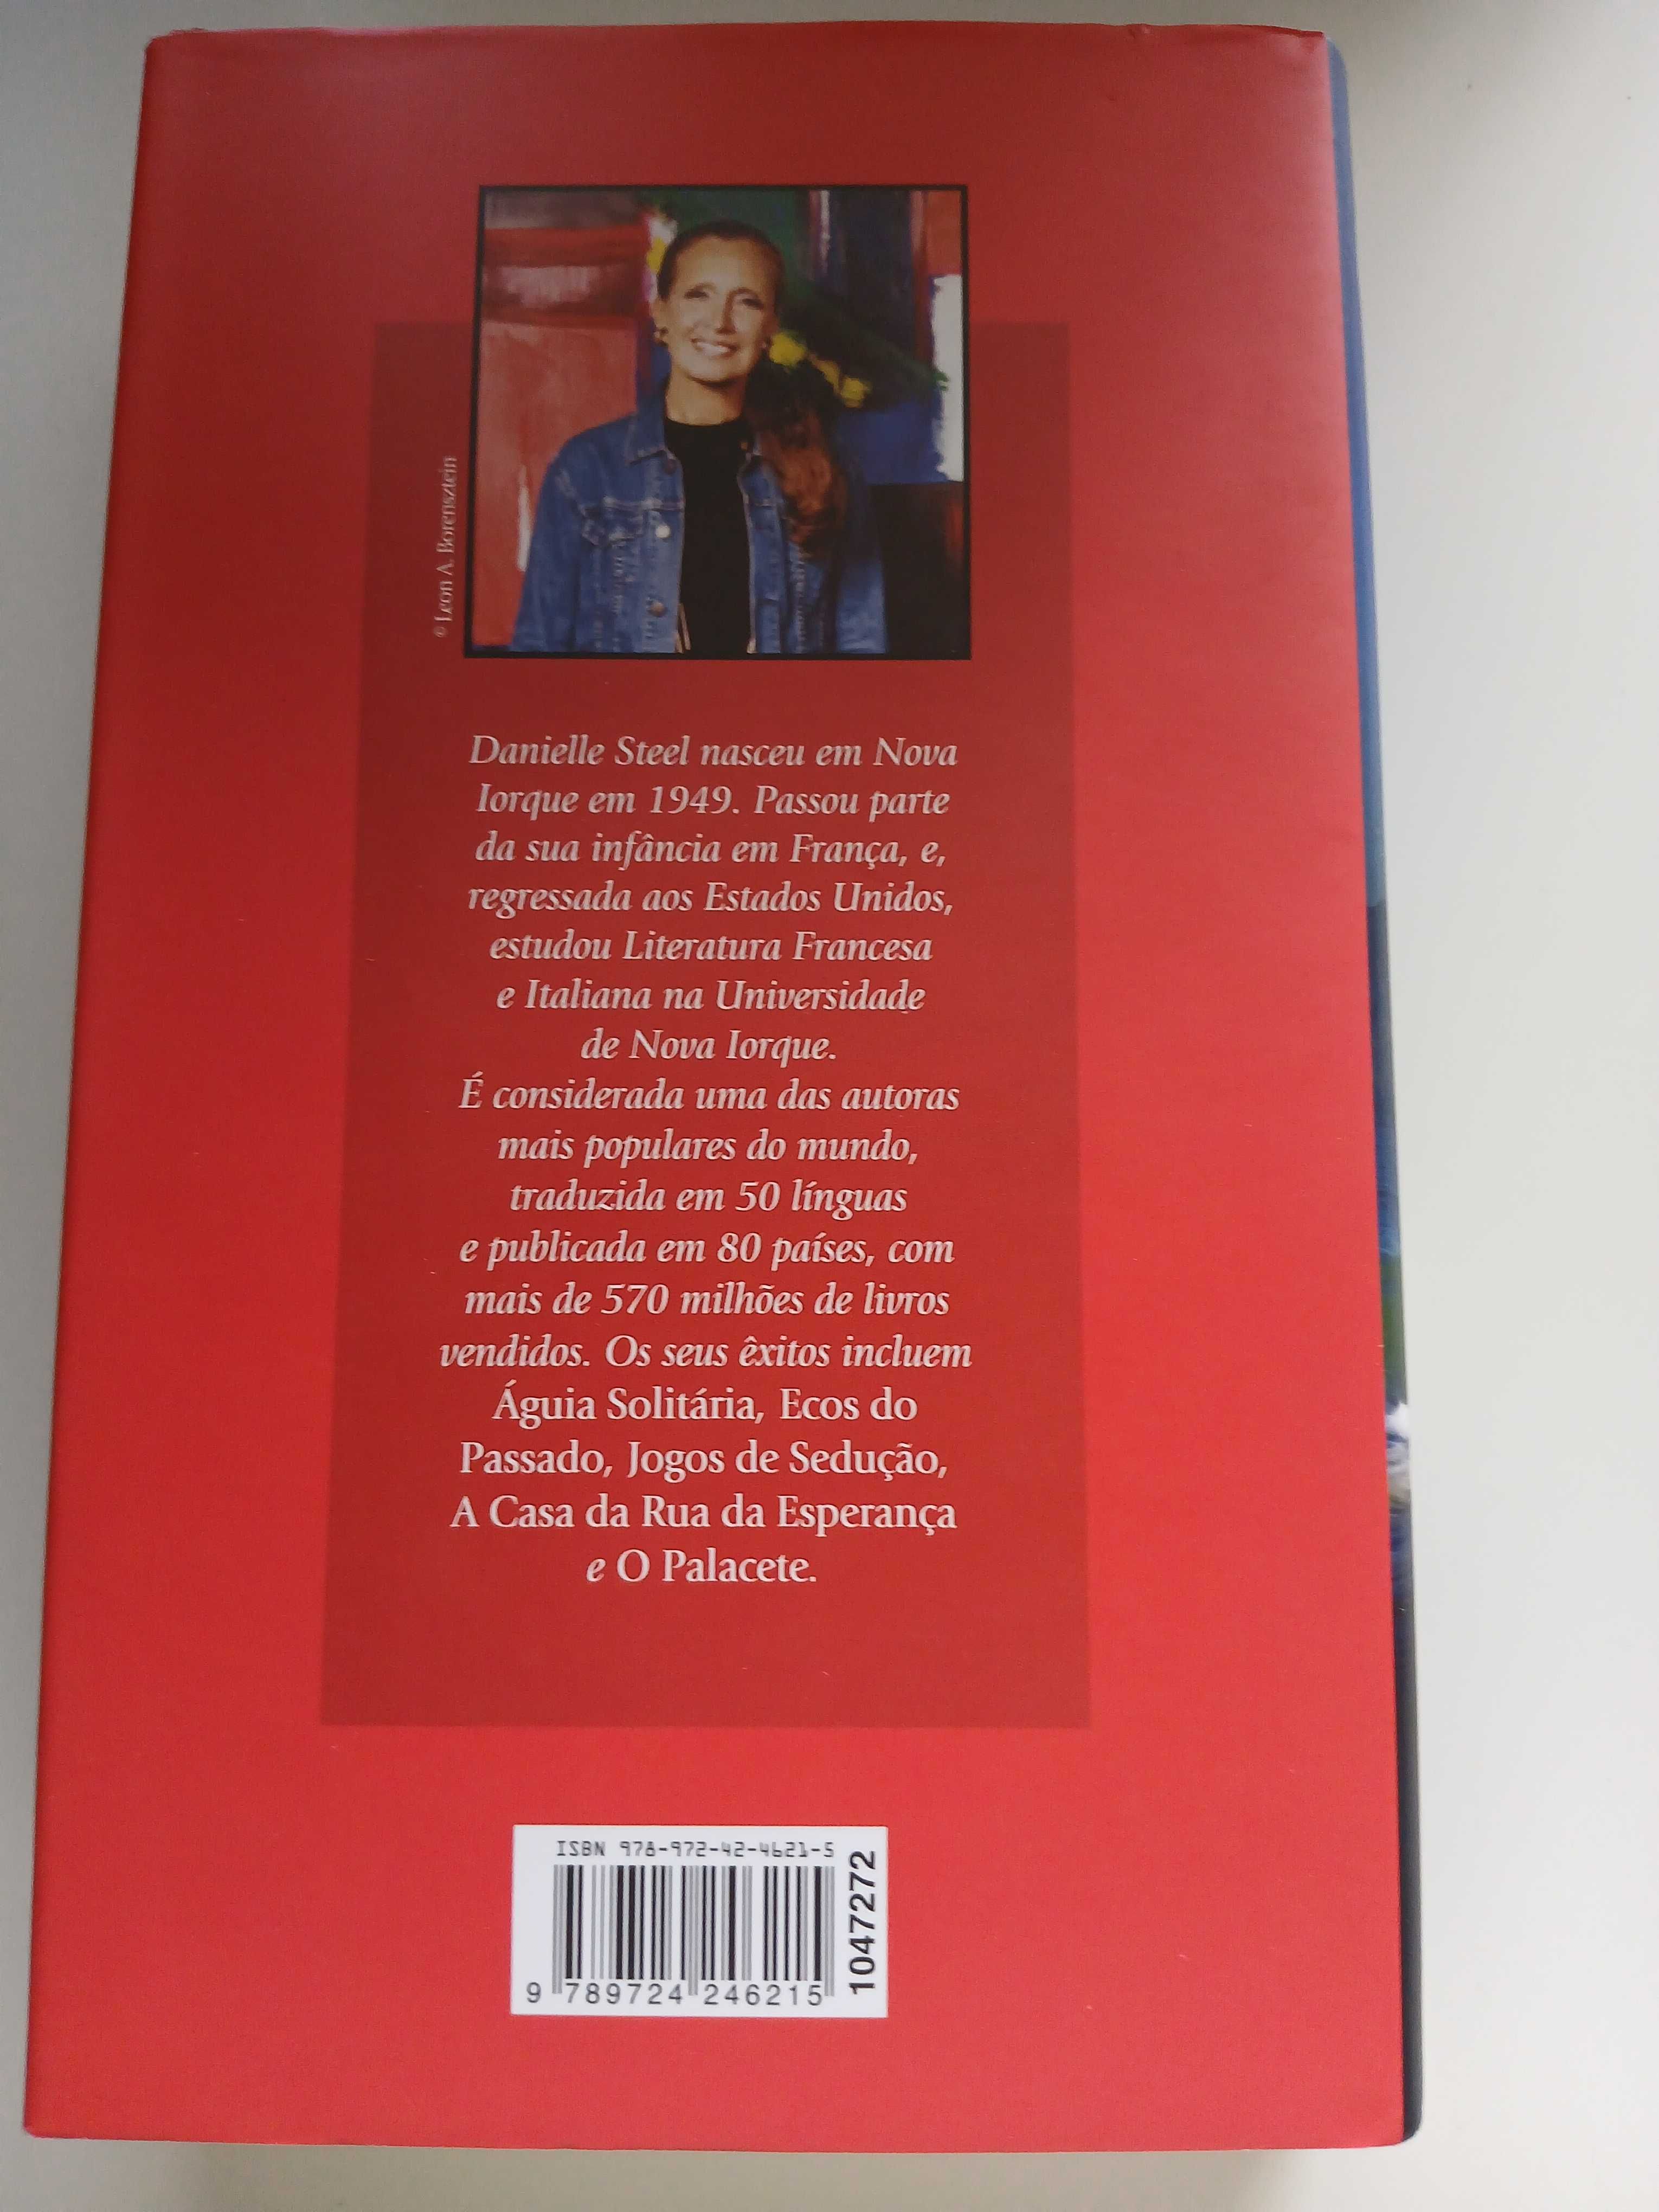 © Leon A. Borensztein
Danielle Steel nasceu em Nova
Iorque em 1949. Passou parte
da sua infância em França, e,
regressada aos Estados Unidos,
estudou Literatura Francesa
e Italiana na Universidade
de Nova Iorque.
É considerada uma das autoras
mais populares do mundo,
traduzida em 50 línguas
e publicada em 80 países, com
mais de 570 milhões de livros
vendidos. Os seus êxitos incluem
Águia Solitária, Ecos do
Passado, Jogos de Sedução,
A Casa da Rua da Esperança
e O Palacete.
ISBN 978-972-42-4621-5
1047272
9 789724 246215